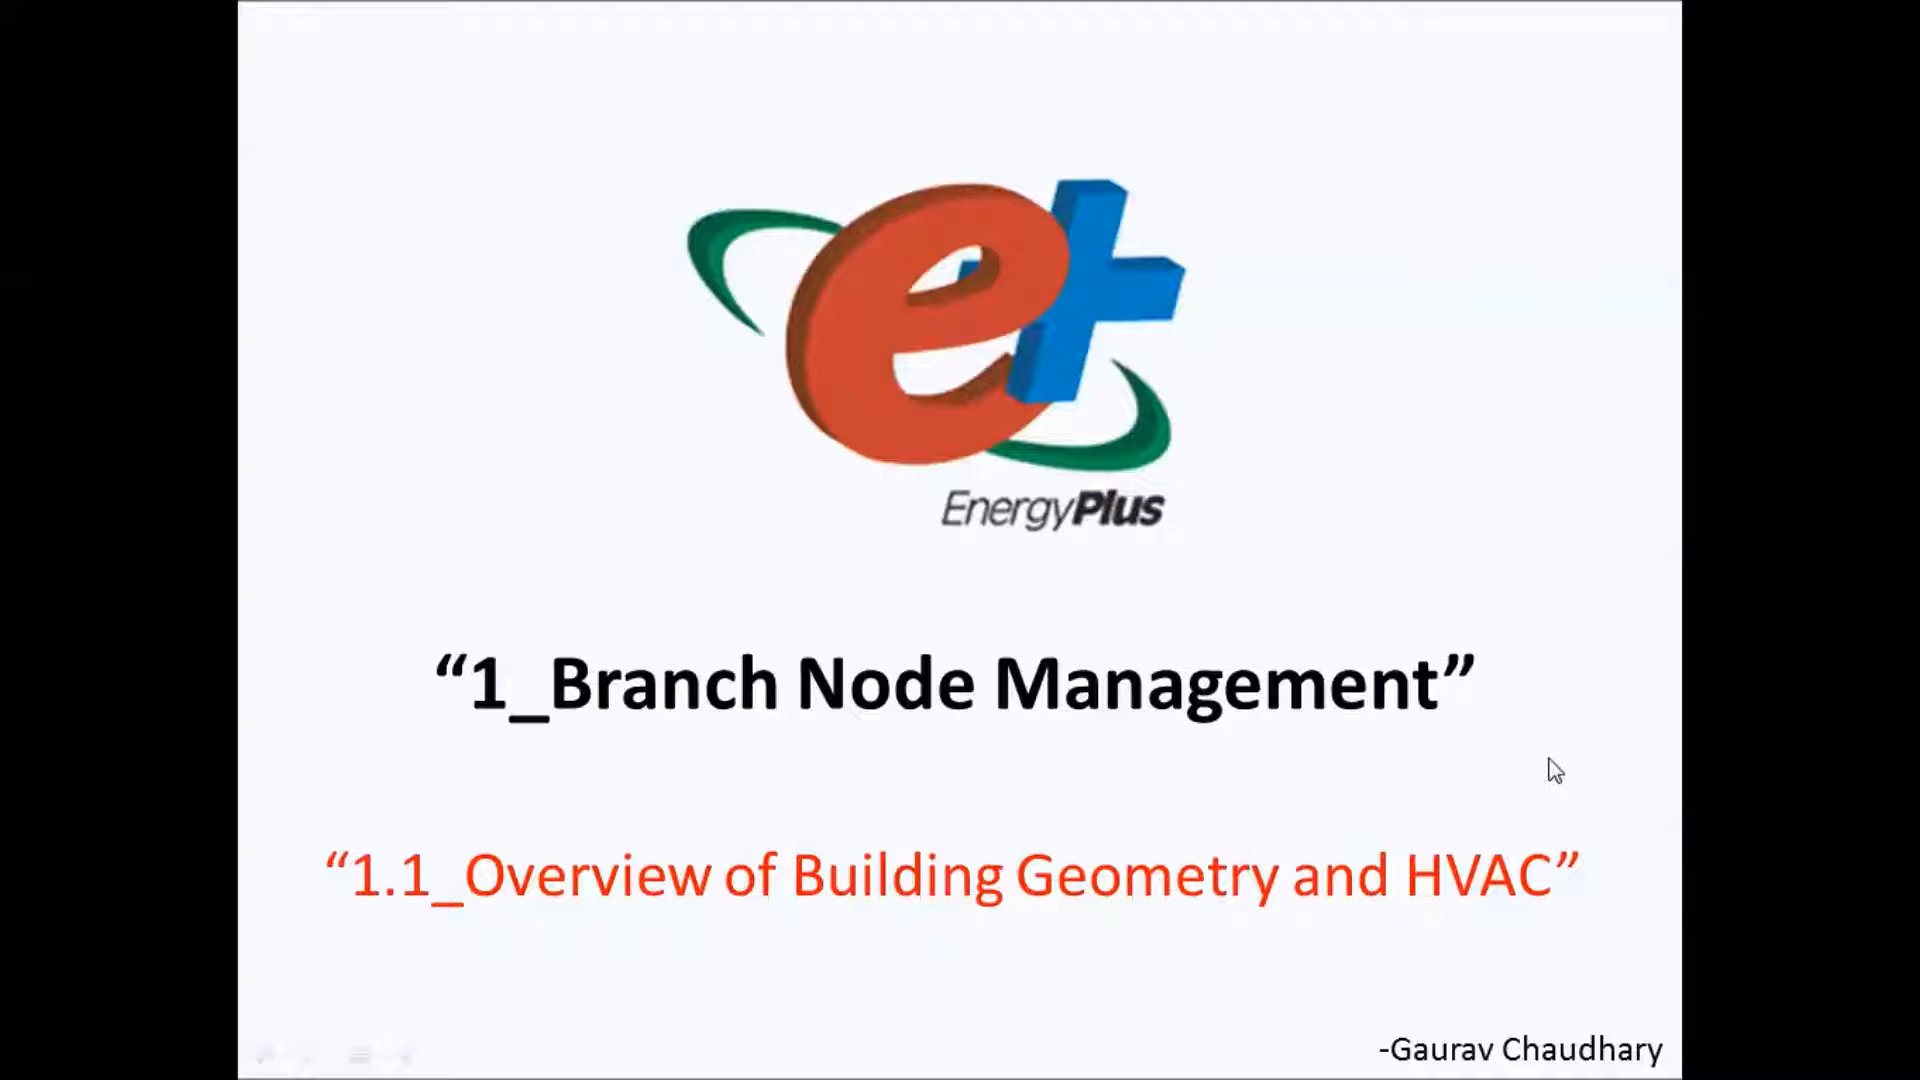 e+
EnergyPlus
“1_Branch Node Management”
“1.1_Overview of Building Geometry and HVAC”
-Gaurav Chaudhary